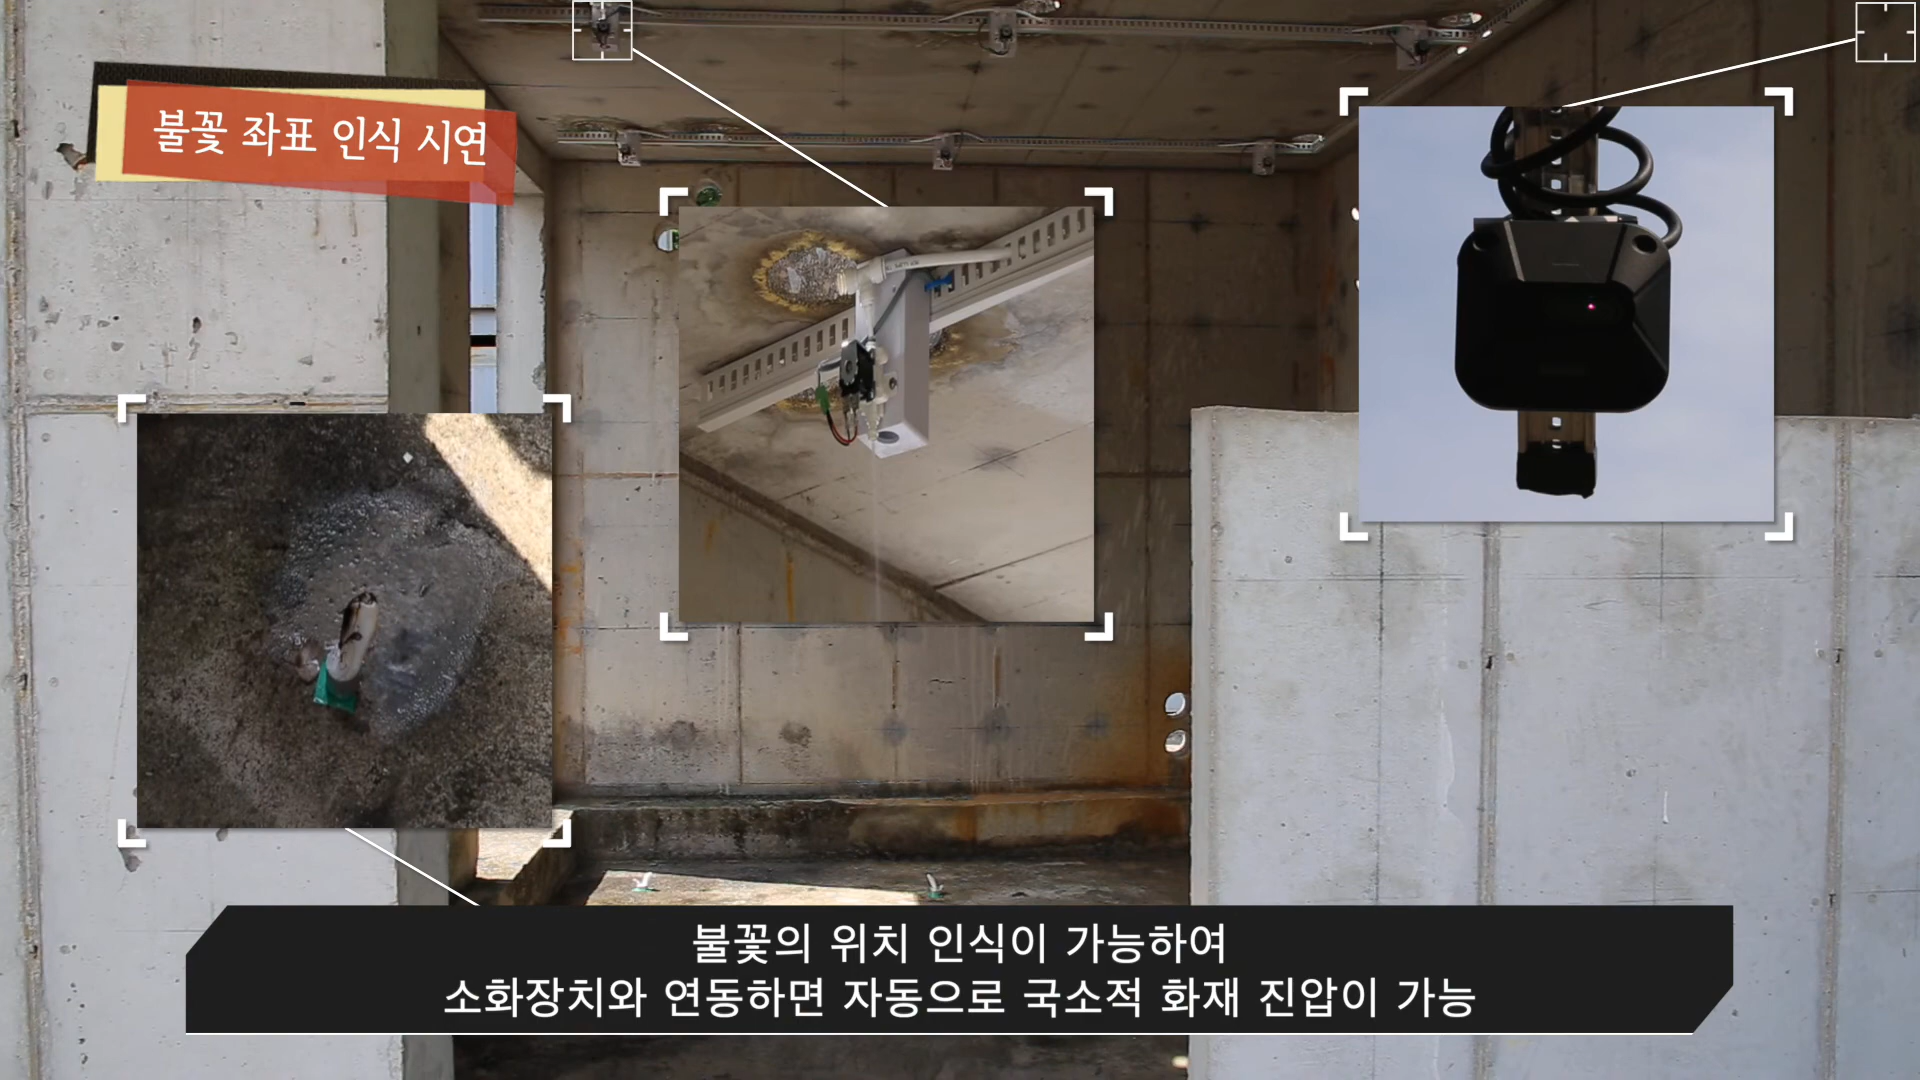 불꽃 좌표 인식 시연
불꽃의 위치 인식이 가능하여
소화장치와 연동하면 자동으로 국소적 화재 진압이 가능